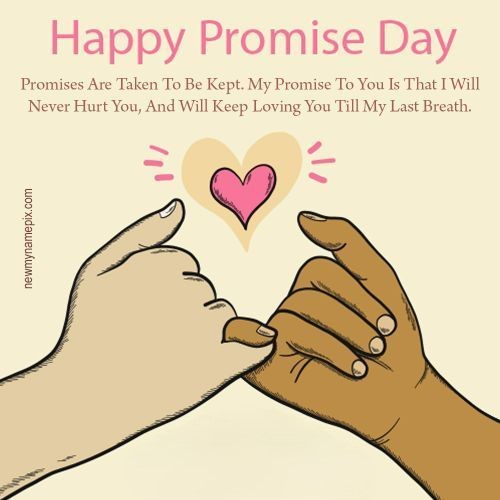 Happy Promise Day
Promises Are Taken To Be Kept. My Promise To You Is That I Will
Never Hurt You, And Will Keep Loving You Till My Last Breath.
newmynamepix.com